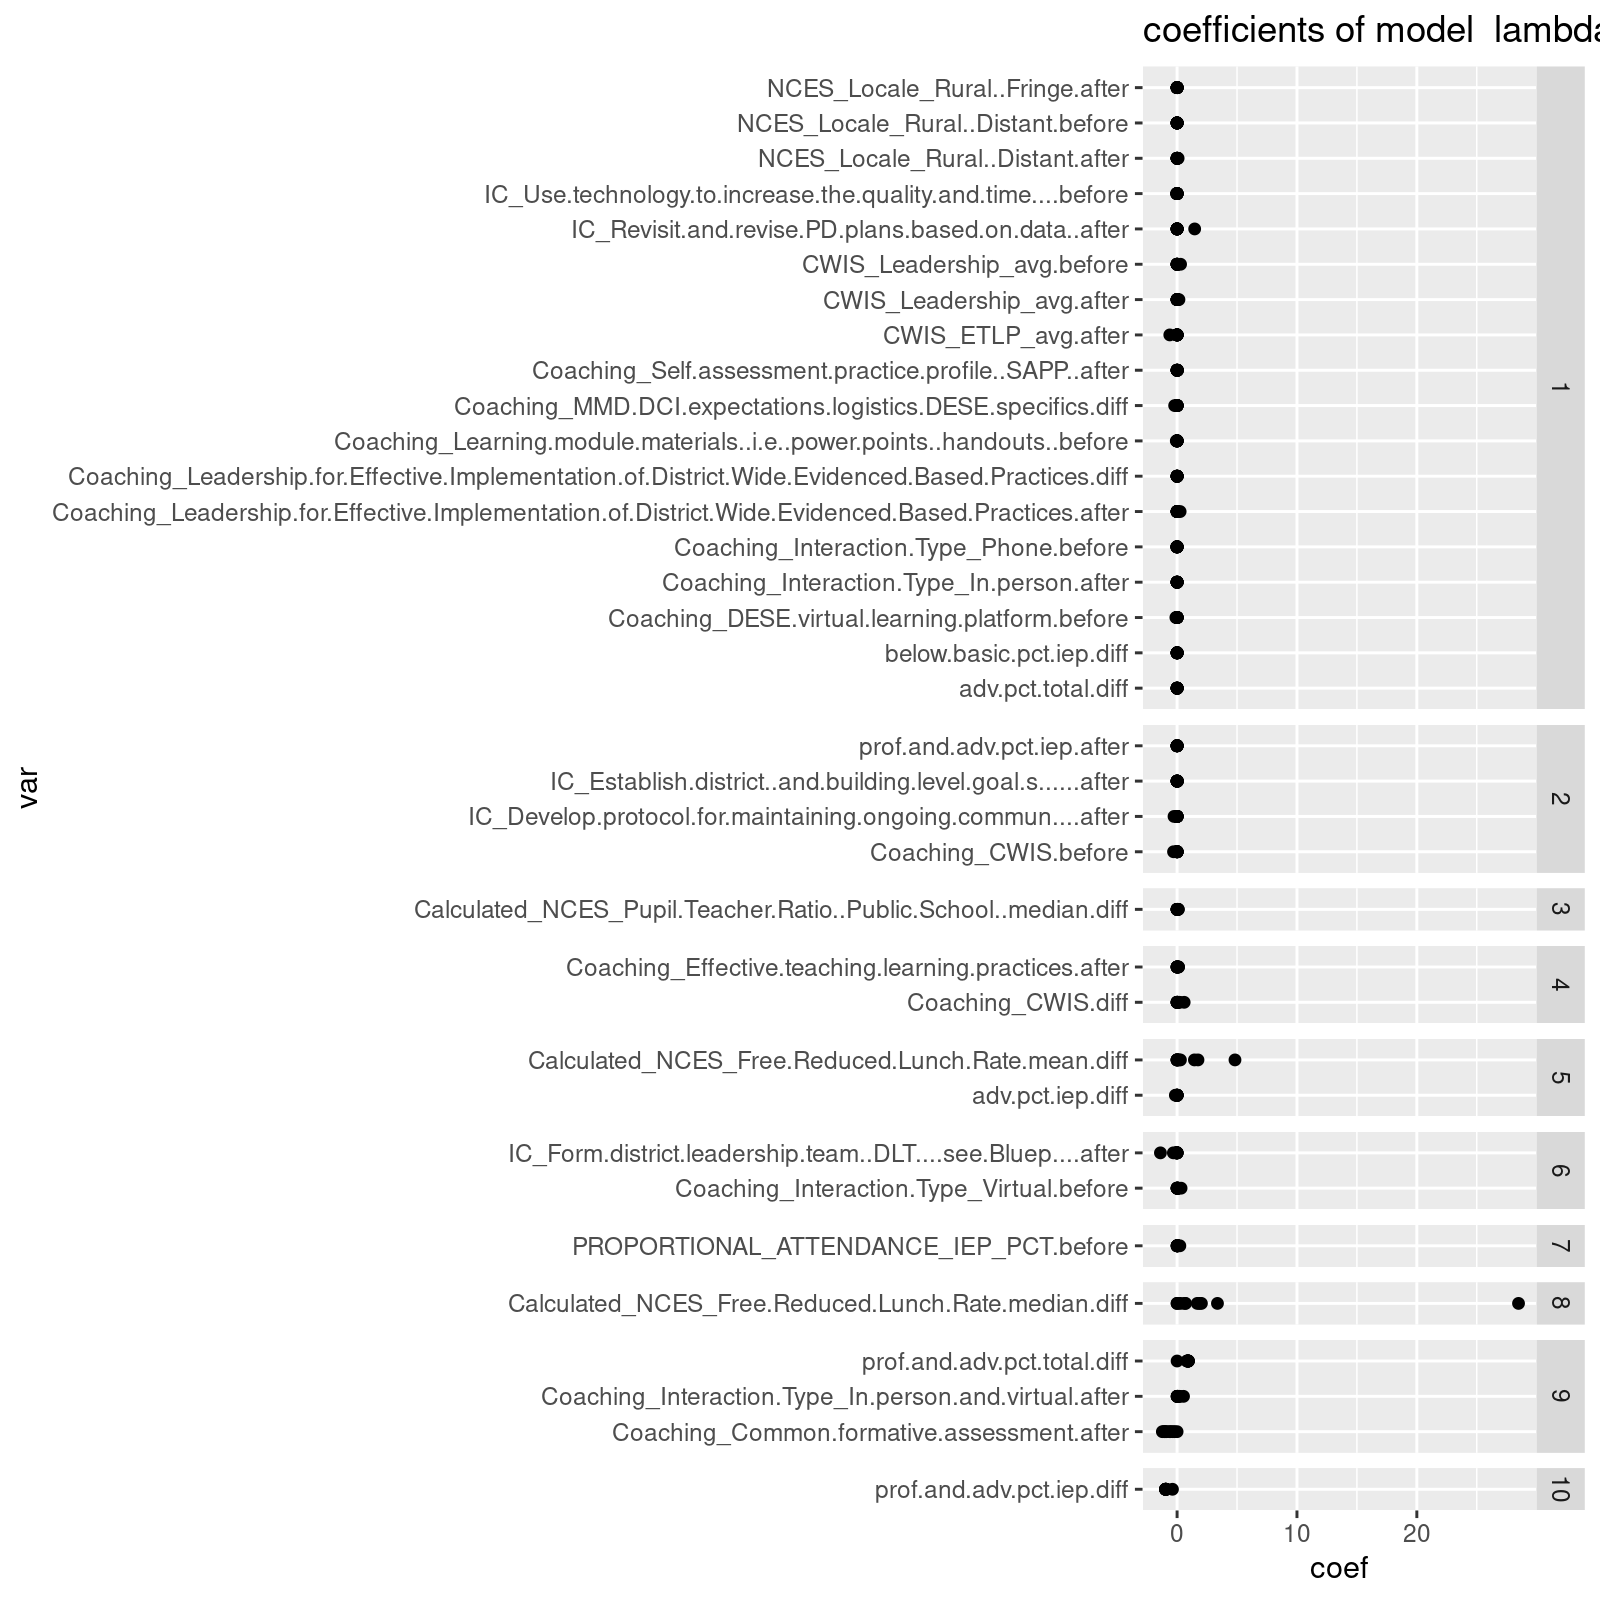 coefficients of model  lambda
NCES_Locale_Rural..Fringe.after
NCES_Locale_Rural..Distant.before
NCES_Locale_Rural..Distant.after
IC_Use.technology.to.increase.the.quality.and.time....before
IC_Revisit.and.revise.PD.plans.based.on.data..after
CWIS_Leadership_avg.before
CWIS_Leadership_avg.after
CWIS_ETLP_avg.after
Coaching_Self.assessment.practice.profile..SAPP..after
Coaching_MMD.DCI.expectations.logistics.DESE.specifics.diff
Coaching_Learning.module.materials..i.e..power.points..handouts..before
Coaching_Leadership.for.Effective.Implementation.of.District.Wide.Evidenced.Based.Practices.diff
Coaching_Leadership.for.Effective.Implementation.of.District.Wide.Evidenced.Based.Practices.after
Coaching_Interaction.Type_Phone.before
Coaching_Interaction.Type_In.person.after
Coaching_DESE.virtual.learning.platform.before
below.basic.pct.iep.diff
adv.pct.total.diff
1
prof.and.adv.pct.iep.after
IC_Establish.district..and.building.level.goal.s......after
IC_Develop.protocol.for.maintaining.ongoing.commun....after
Coaching_CWIS.before
2
Calculated_NCES_Pupil.Teacher.Ratio..Public.School..median.diff
3
Coaching_Effective.teaching.learning.practices.after
Coaching_CWIS.diff
4
Calculated_NCES_Free.Reduced.Lunch.Rate.mean.diff
adv.pct.iep.diff
5
IC_Form.district.leadership.team..DLT....see.Bluep....after
Coaching_Interaction.Type_Virtual.before
6
PROPORTIONAL_ATTENDANCE_IEP_PCT.before
7
Calculated_NCES_Free.Reduced.Lunch.Rate.median.diff
8
prof.and.adv.pct.total.diff
Coaching_Interaction.Type_In.person.and.virtual.after
Coaching_Common.formative.assessment.after
9
prof.and.adv.pct.iep.diff
10
0 10 20
coef
var